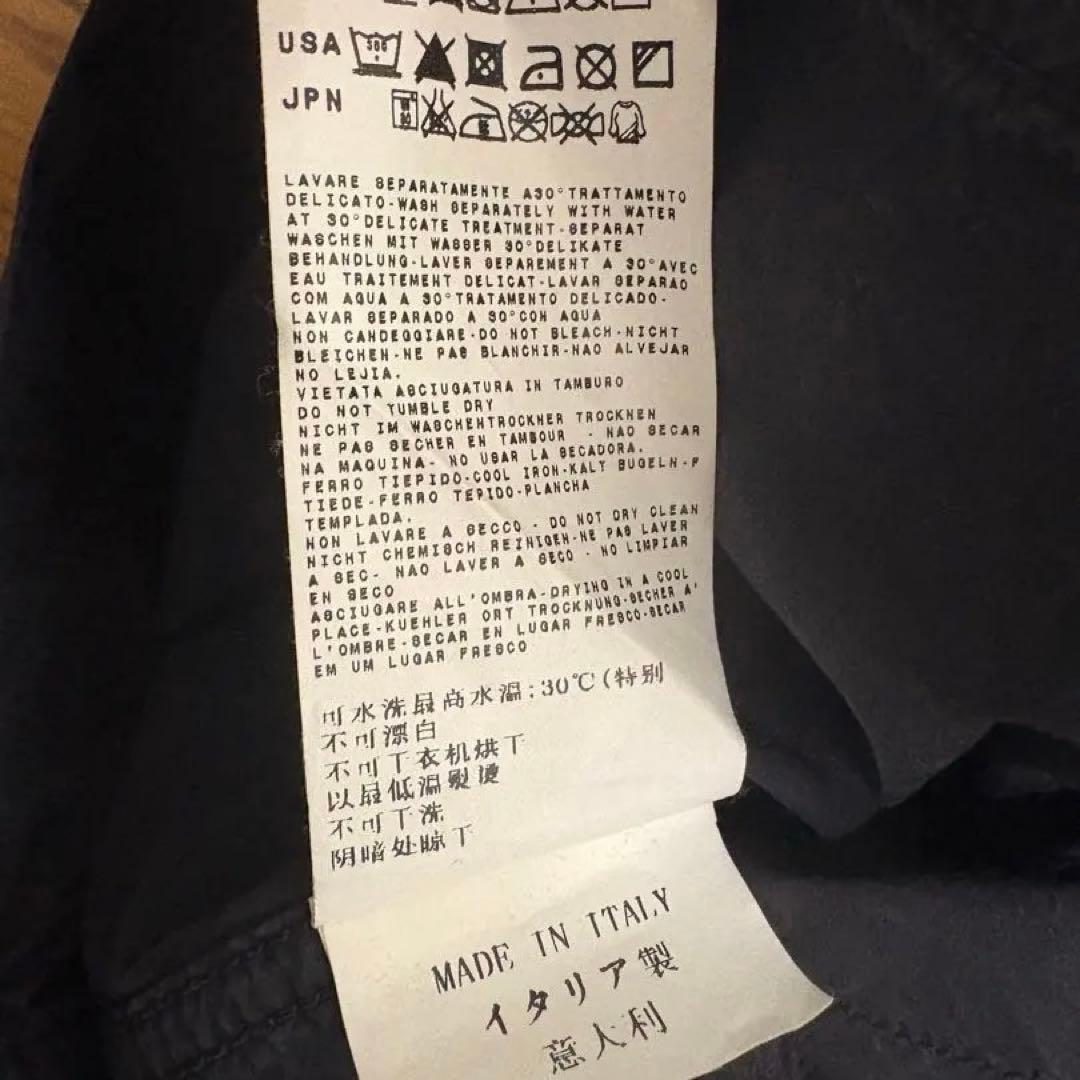 USA
JPN
LAVARE SEPARATAMENTE A30°TRATTAMENTO
DELICATO-WASH SEPARATELY WITH WATER
AT 30°DELICATE TREATMENT-SEPARAT
WASCHEN MIT WASSER 30°DELIKATE
BEHANDLUNG-LAVER SEPAREMENT A 30°AVEC
EAU TRAITEMENT DELICAT-LAVAR SEPARAO
COM AQUA A 30°TRATAMENTO DELICADO-
LAVAR SEPARADO A 30°CON AQUA
NON CANDEGGIARE-DO NOT BLEACH-NICHT
BLEICHEN-NE PAS BLANCHIR-NAO ALVEJAR
NO LEJIA.
VIETATA ASCIUGATURA IN TAMBURO
DO NOT TUMBLE DRY
NICHT IM WASCHENTROCKNER TROCKNEN
NE PAS SECHER EN TAMBOUR - NAO SECAR
NA MAQUINA- NO USAR LA SECADORA.
FERRO TIEPIDO-COOL IRON-KALY BUGELN-F
TIEDE-FERRO TEPIDO-PLANCHA
TEMPLADA.
NON LAVARE A SECCO - DO NOT DRY CLEAN
NICHT CHEMISCH REINIGEN-NE PAS LAVER
A SEC- NAO LAVER A SECO - NO LIMPIAR
EN SECO
ASCIUGARE ALL'OMBRA-DRYING IN A COOL
PLACE-KUEHLER ORT TROCKNUNG-SECHER A'
L'OMBRE-SECAR EN LUGAR FRESCO-SECAR
EM UM LUGAR FRESCO
可水洗最高水温:30℃(特别
不可漂白
不可干衣机烘干
以最低温熨烫
不可干洗
阴暗处晾干
MADE IN ITALY
イタリア製
意大利